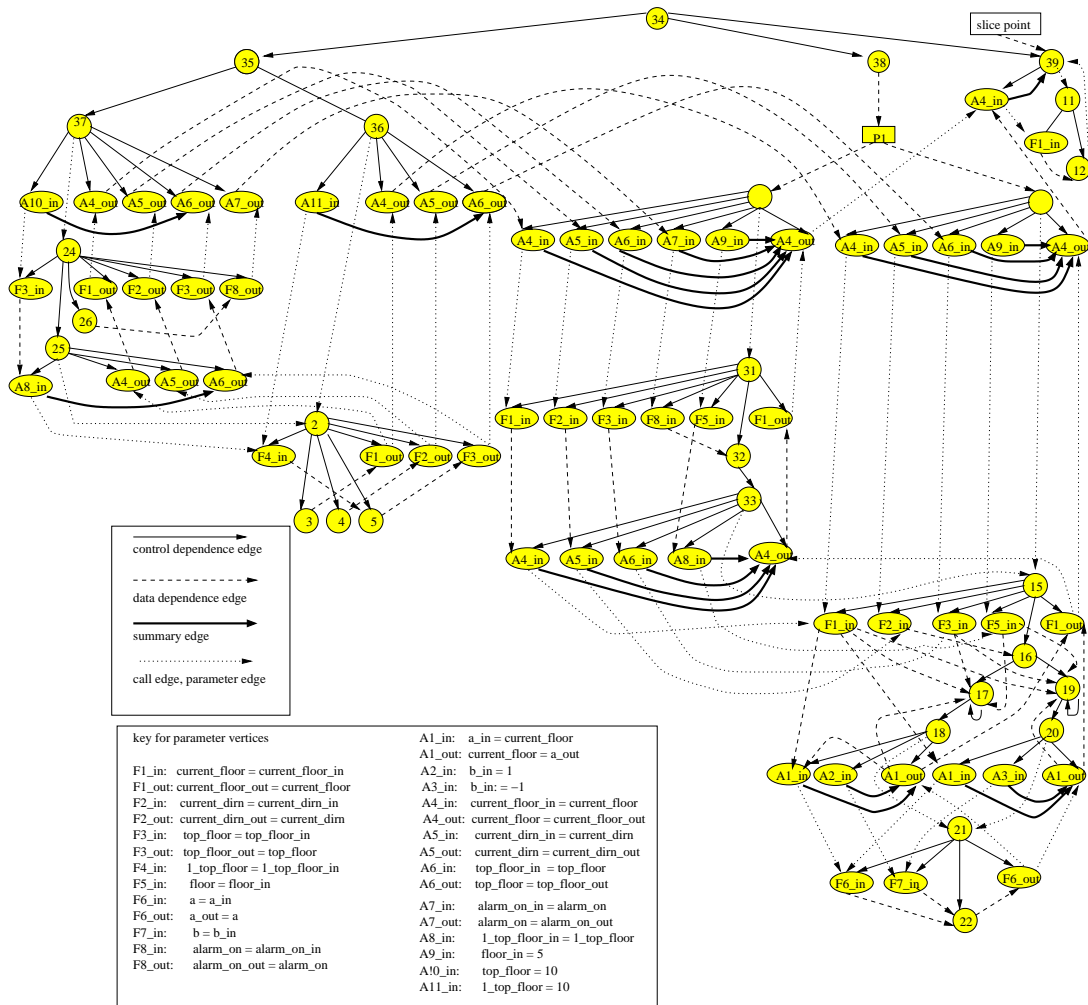 34
slice point
35
38
39
A4_in
11
37
36
P1
F1_in
12
A10_in
A4_out
A5_out
A6_out
A7_out
A11_in
A4_out
A5_out
A6_out
A4_in
A5_in
A6_in
A7_in
A9_in
A4_out
A4_in
A5_in
A6_in
A9_in
A4_out
24
F3_in
F1_out
F2_out
F3_out
F8_out
26
25
A8_in
A4_out
A5_out
A6_out
31
F1_in
F2_in
F3_in
F8_in
F5_in
F1_out
2
F4_in
F1_out
F2_out
F3_out
32
3
4
5
33
A4_in
A5_in
A6_in
A8_in
A4_out
control dependence edge
data dependence edge
summary edge
call edge, parameter edge
15
F1_in
F2_in
F3_in
F5_in
F1_out
16
17
19
18
20
A1_in
A2_in
A1_out
A1_in
A3_in
A1_out
21
F6_in
F7_in
F6_out
22
key for parameter vertices
F1_in: current_floor = current_floor_in
F1_out: current_floor_out = current_floor
F2_in: current_dirn = current_dirn_in
F2_out: current_dirn_out = current_dirn
F3_in: top_floor = top_floor_in
F3_out: top_floor_out = top_floor
F4_in: 1_top_floor = 1_top_floor_in
F5_in: floor = floor_in
F6_in: a = a_in
F6_out: a_out = a
F7_in: b = b_in
F8_in: alarm_on = alarm_on_in
F8_out: alarm_on_out = alarm_on
A1_in: a_in = current_floor
A1_out: current_floor = a_out
A2_in: b_in = 1
A3_in: b_in: = −1
A4_in: current_floor_in = current_floor
A4_out: current_floor = current_floor_out
A5_in: current_dirn_in = current_dirn
A5_out: current_dirn = current_dirn_out
A6_in: top_floor_in = top_floor
A6_out: top_floor = top_floor_out
A7_in: alarm_on_in = alarm_on
A7_out: alarm_on = alarm_on_out
A8_in: 1_top_floor_in = 1_top_floor
A9_in: floor_in = 5
A!0_in: top_floor = 10
A11_in: 1_top_floor = 10